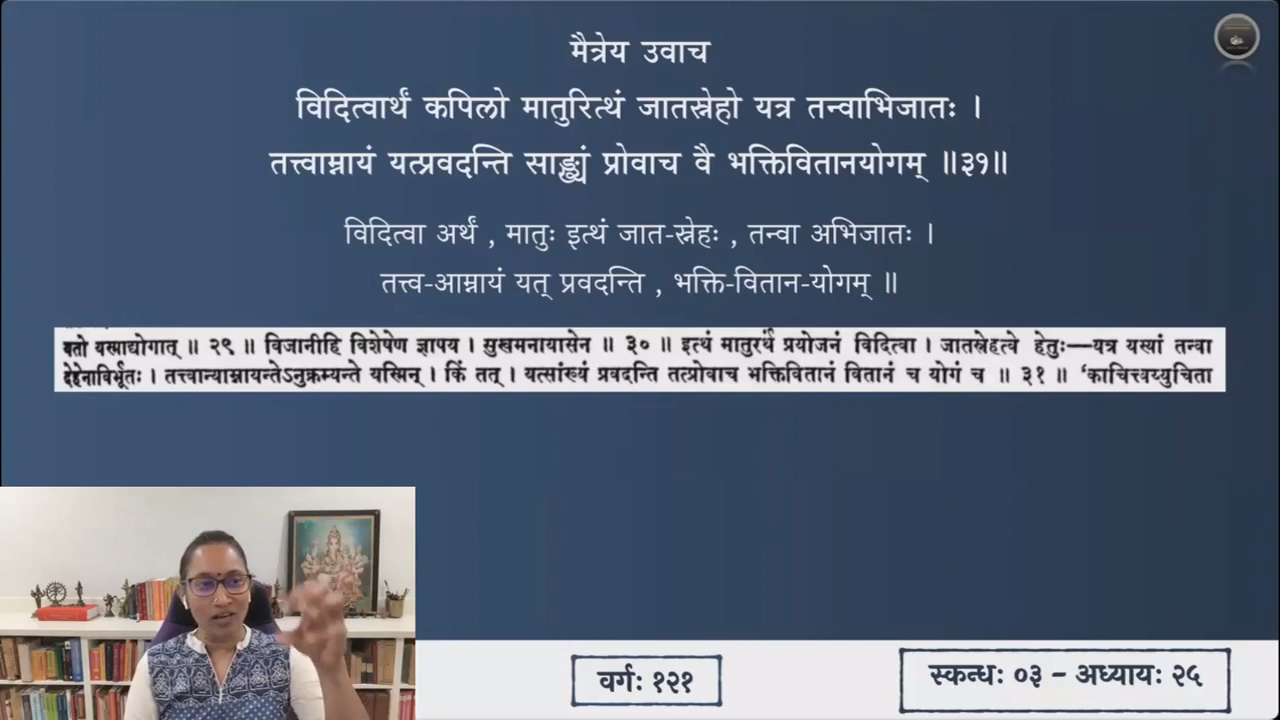 मैत्रेय उवाच
विदित्वार्थं कपिलो मातुरित्थं जातस्नेहो यत्र तन्वाभिजातः ।
तत्त्वाम्नायं यत्प्रवदन्ति साङ्ख्यं प्रोवाच वै भक्तिवितानयोगम् ॥३१॥
विदित्वा अर्थं , मातुः इत्थं जात-स्नेहः , तन्वा अभिजातः ।
तत्त्व-आम्नायं यत् प्रवदन्ति , भक्ति-वितान-योगम् ॥
यतो यस्माद्योगात् ॥ २९ ॥ विजानीहि विशेषेण ज्ञापय । सुखमनायासेन ॥ ३० ॥ इत्थं मातुरर्थं प्रयोजनं विदित्वा । जातस्नेहत्वे हेतुः—यत्र यस्यां तन्वा
देहेनाविर्भूतः । तत्त्वान्याम्नायन्तेऽनुक्रम्यन्ते यस्मिन् । किं तत् । यत्सांख्यं प्रवदन्ति तत्प्रोवाच भक्तिवितानं वितानं च योगं च ॥ ३१ ॥ ‘काचित्त्वय्युचिता
वर्गः १२१
स्कन्धः ०३ – अध्यायः २५